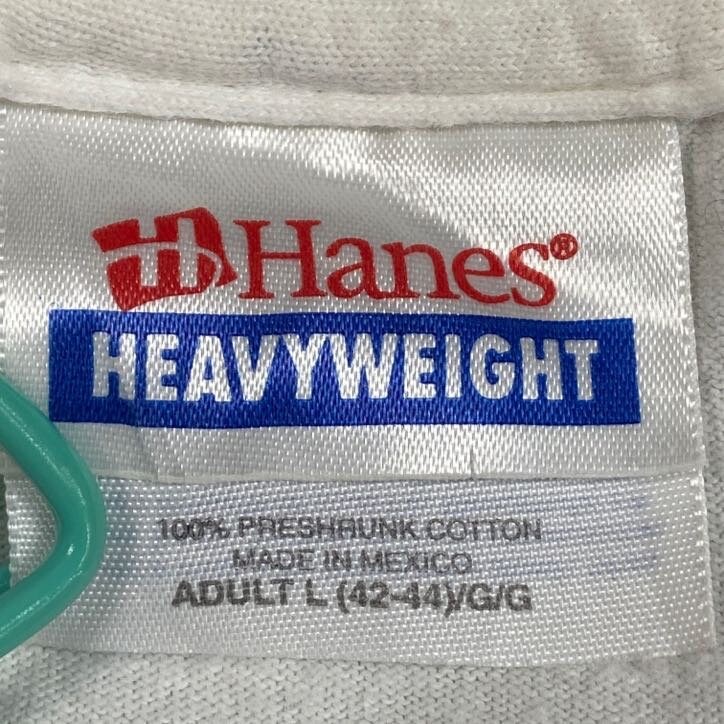 H Hanes®
HEAVYWEIGHT
100% PRESHRUNK COTTON
MADE IN MEXICO
ADULT L (42-44)/G/G